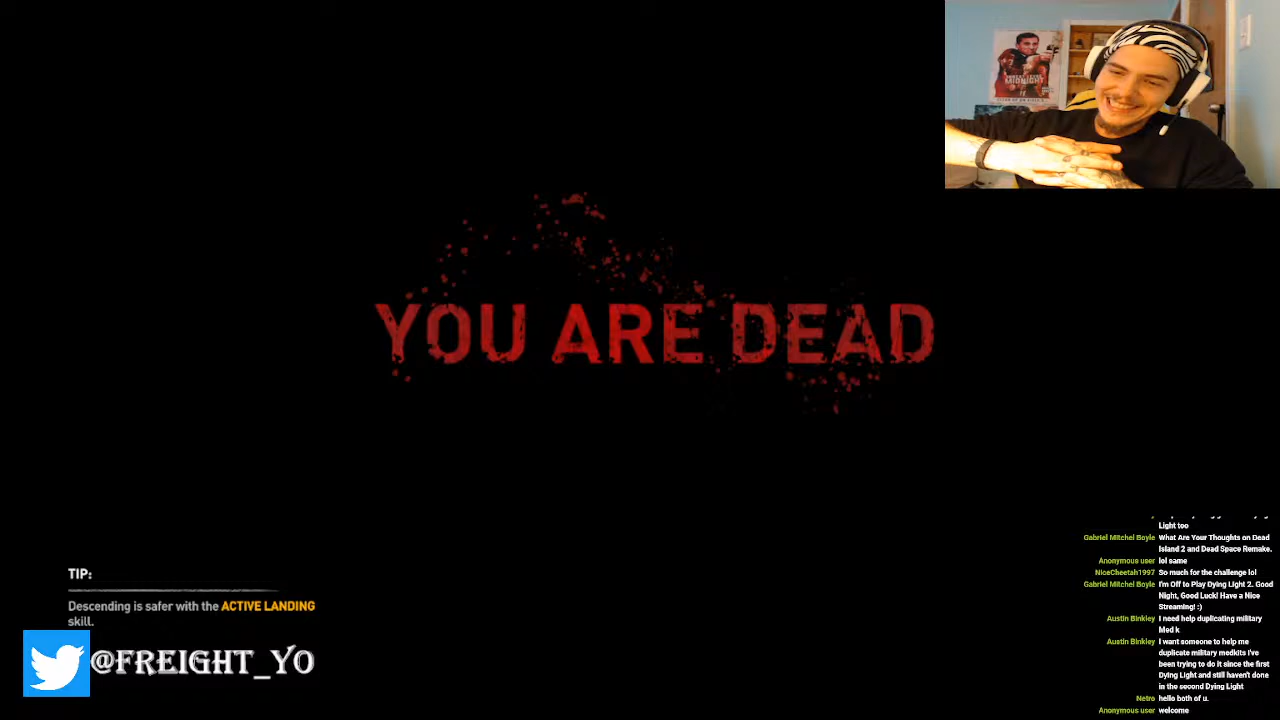 MIDNIGHT
YOU ARE DEAD
TIP:
Descending is safer with the ACTIVE LANDING
skill.
@FREIGHT_YO
Light too
Gabriel Mitchel Boyle What Are Your Thoughts on Dead
Island 2 and Dead Space Remake.
Anonymous user lol same
NiceCheetah1997 So much for the challenge lol
Gabriel Mitchel Boyle I'm Off to Play Dying Light 2. Good
Night, Good Luck! Have a Nice
Streaming! :)
Austin Binkley I need help duplicating military
Med k
Austin Binkley I want someone to help me
duplicate military medkits I've
been trying to do it since the first
Dying Light and still haven't done
in the second Dying Light
Netro hello both of u.
Anonymous user welcome